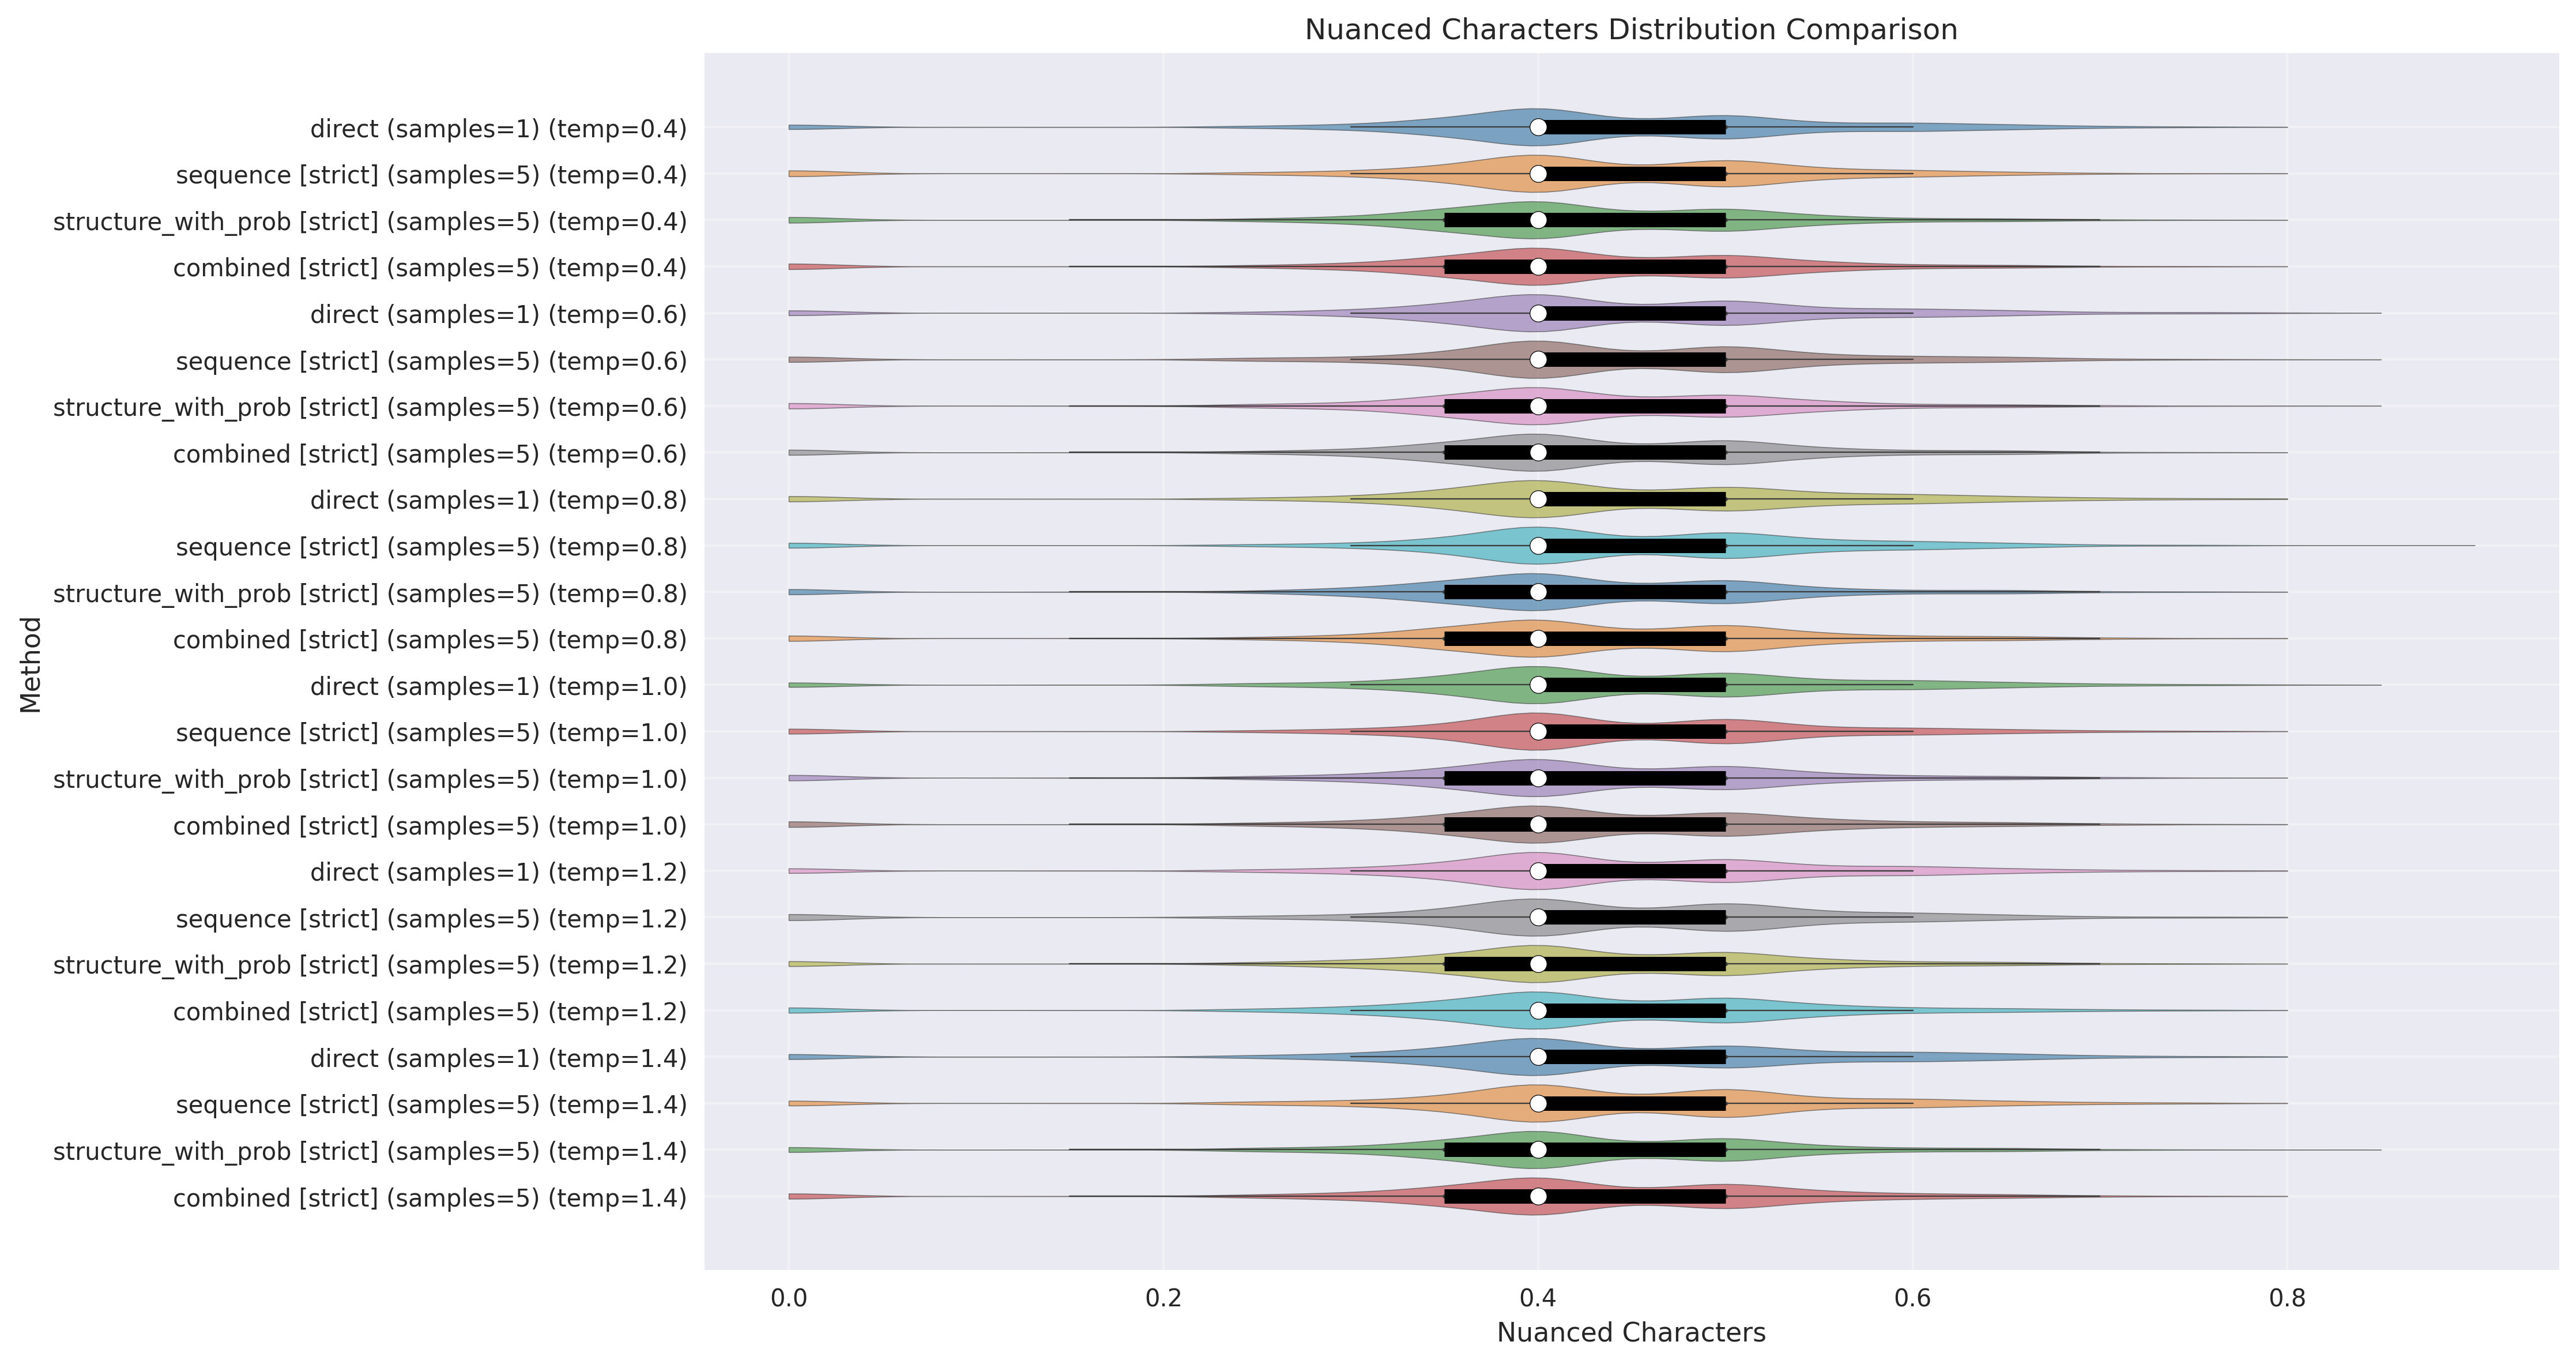 Nuanced Characters Distribution Comparison
direct (samples=1) (temp=0.4)
sequence [strict] (samples=5) (temp=0.4)
structure_with_prob [strict] (samples=5) (temp=0.4)
combined [strict] (samples=5) (temp=0.4)
direct (samples=1) (temp=0.6)
sequence [strict] (samples=5) (temp=0.6)
structure_with_prob [strict] (samples=5) (temp=0.6)
combined [strict] (samples=5) (temp=0.6)
direct (samples=1) (temp=0.8)
sequence [strict] (samples=5) (temp=0.8)
structure_with_prob [strict] (samples=5) (temp=0.8)
combined [strict] (samples=5) (temp=0.8)
direct (samples=1) (temp=1.0)
sequence [strict] (samples=5) (temp=1.0)
structure_with_prob [strict] (samples=5) (temp=1.0)
combined [strict] (samples=5) (temp=1.0)
direct (samples=1) (temp=1.2)
sequence [strict] (samples=5) (temp=1.2)
structure_with_prob [strict] (samples=5) (temp=1.2)
combined [strict] (samples=5) (temp=1.2)
direct (samples=1) (temp=1.4)
sequence [strict] (samples=5) (temp=1.4)
structure_with_prob [strict] (samples=5) (temp=1.4)
combined [strict] (samples=5) (temp=1.4)
Method
0.0 0.2 0.4 0.6 0.8
Nuanced Characters